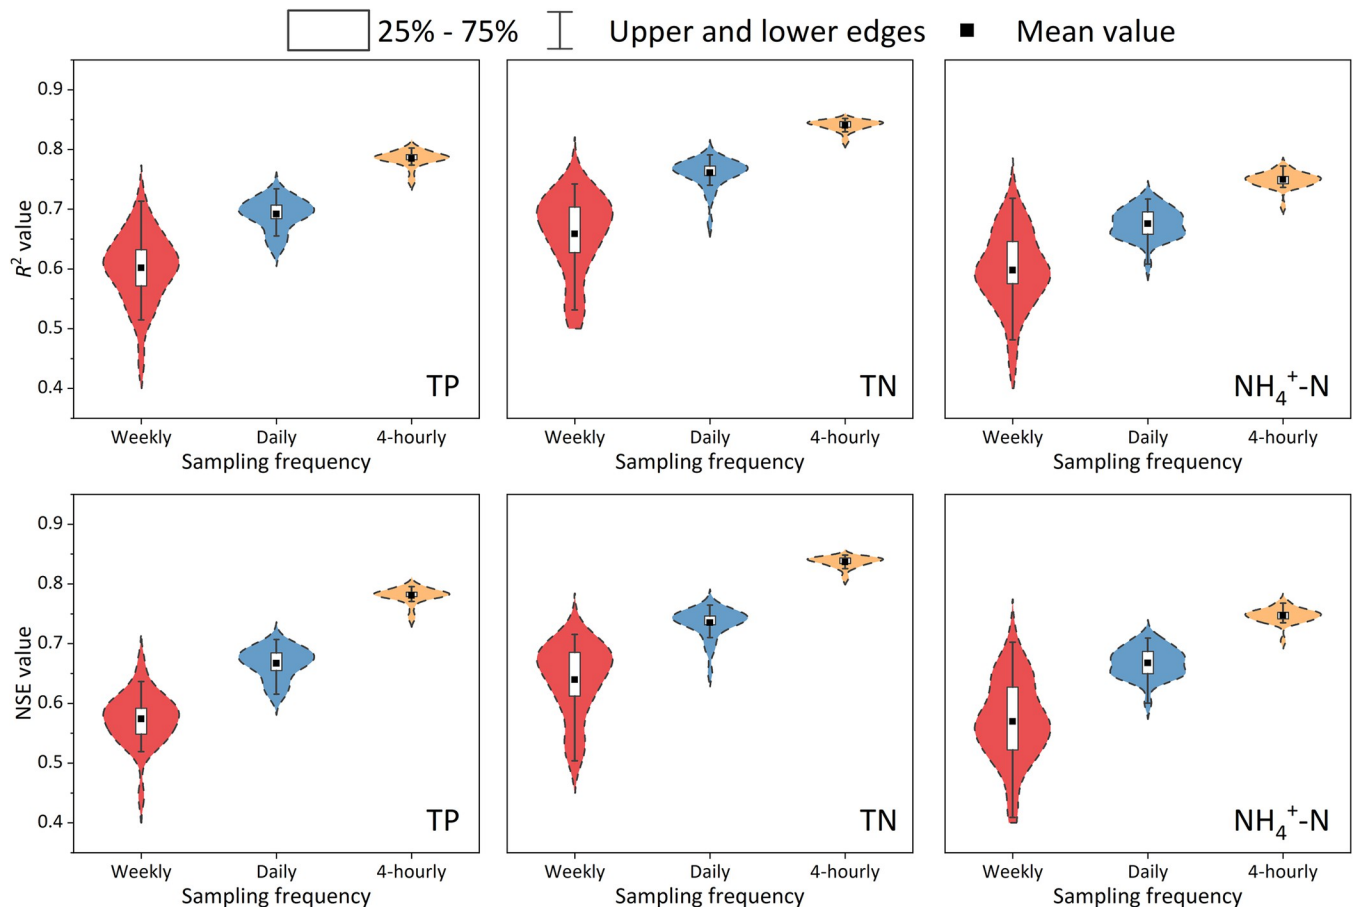 25% - 75% Upper and lower edges Mean value
R² value
0.9
0.8
0.7
0.6
0.5
0.4
TP
Weekly Daily 4-hourly
Sampling frequency
TN
Weekly Daily 4-hourly
Sampling frequency
NH₄⁺-N
Weekly Daily 4-hourly
Sampling frequency
NSE value
0.9
0.8
0.7
0.6
0.5
0.4
TP
Weekly Daily 4-hourly
Sampling frequency
TN
Weekly Daily 4-hourly
Sampling frequency
NH₄⁺-N
Weekly Daily 4-hourly
Sampling frequency